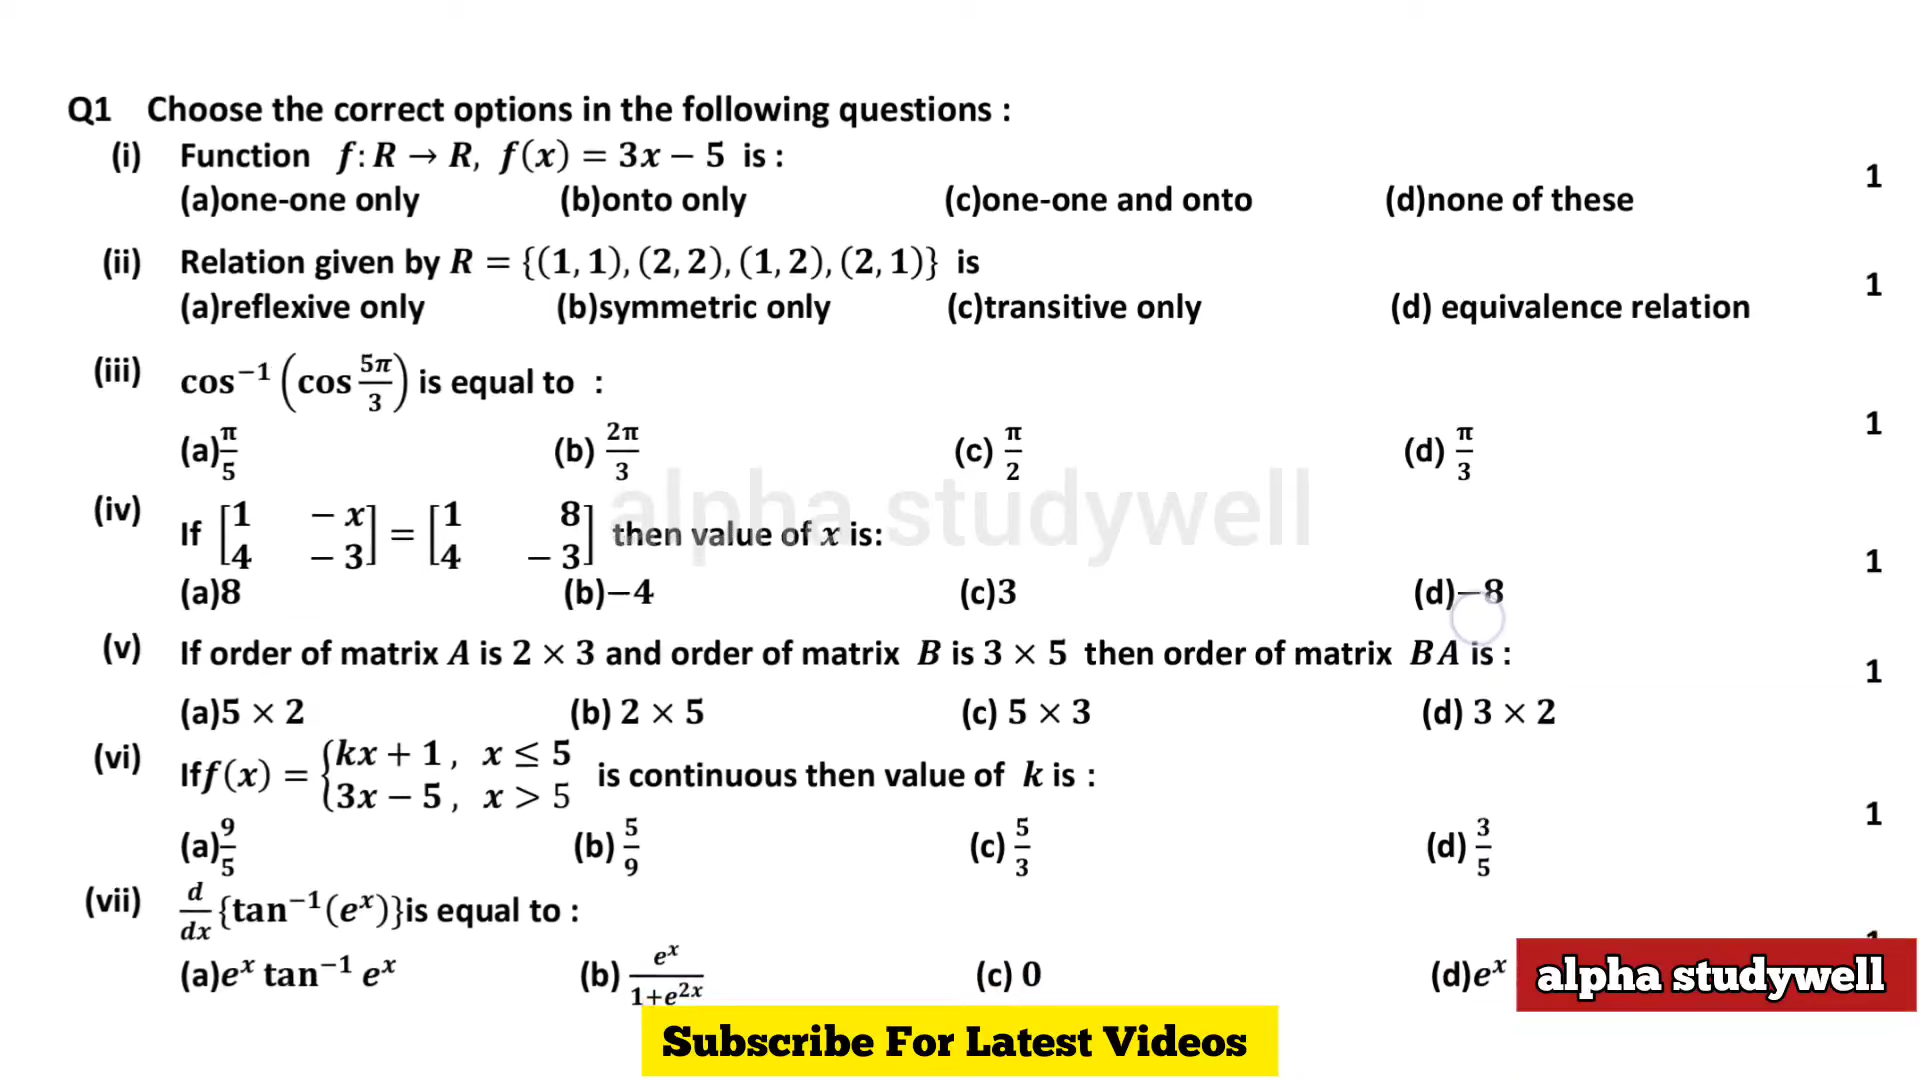 Q1 Choose the correct options in the following questions :
(i) Function f: R → R, f(x) = 3x − 5 is :
1
(a)one-one only (b)onto only (c)one-one and onto (d)none of these
(ii) Relation given by R = {(1, 1), (2, 2), (1, 2), (2, 1)} is
1
(a)reflexive only (b)symmetric only (c)transitive only (d) equivalence relation
(iii) cos⁻¹ (cos 5π/3) is equal to :
1
(a) π/5 (b) 2π/3 (c) π/2 (d) π/3
alpha studywell
(iv) If [1 − x; 4 − 3] = [1 8; 4 − 3] then value of x is:
1
(a)8 (b)−4 (c)3 (d)−8
(v) If order of matrix A is 2 × 3 and order of matrix B is 3 × 5 then order of matrix BA is :
1
(a)5 × 2 (b) 2 × 5 (c) 5 × 3 (d) 3 × 2
(vi) If f(x) = {kx + 1 , x ≤ 5; 3x − 5 , x > 5 is continuous then value of k is :
1
(a) 9/5 (b) 5/9 (c) 5/3 (d) 3/5
(vii) d/dx {tan⁻¹(eˣ)}is equal to :
(a)eˣ tan⁻¹ eˣ (b) eˣ/1+e²ˣ (c) 0 (d)eˣ
alpha studywell
Subscribe For Latest Videos